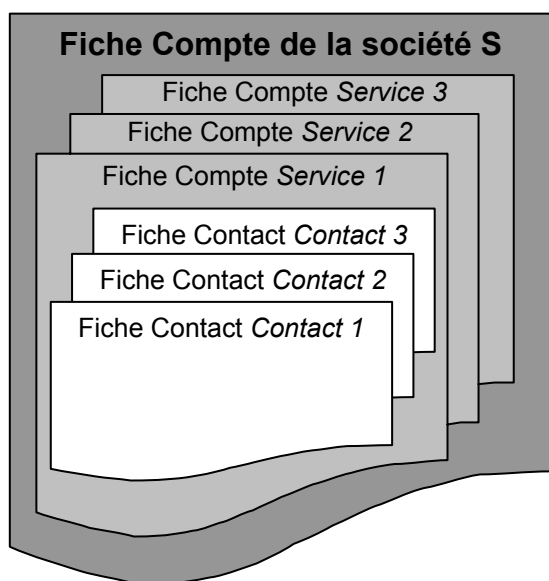 Fiche Compte de la société S
Fiche Compte Service 3
Fiche Compte Service 2
Fiche Compte Service 1
Fiche Contact Contact 3
Fiche Contact Contact 2
Fiche Contact Contact 1